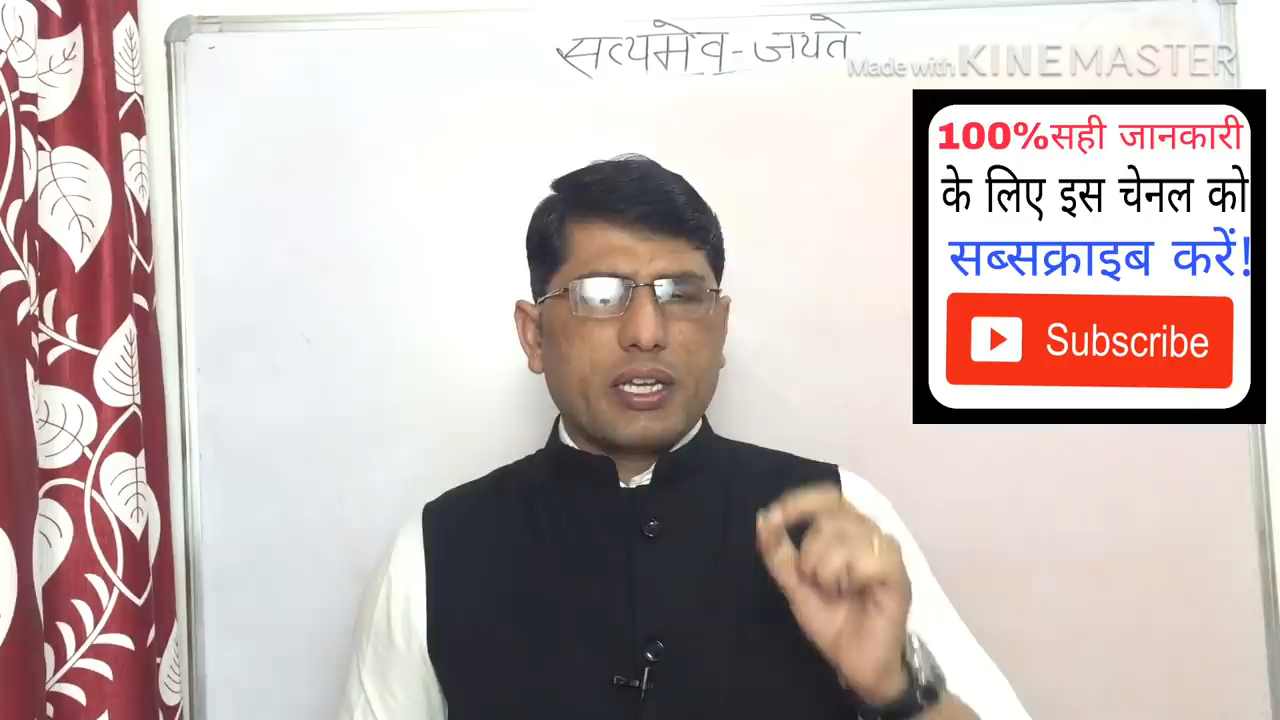 सत्यमेव-जयते
Made with KINEMASTER
100%सही जानकारी
के लिए इस चेनल को
सब्सक्राइब करें!
Subscribe